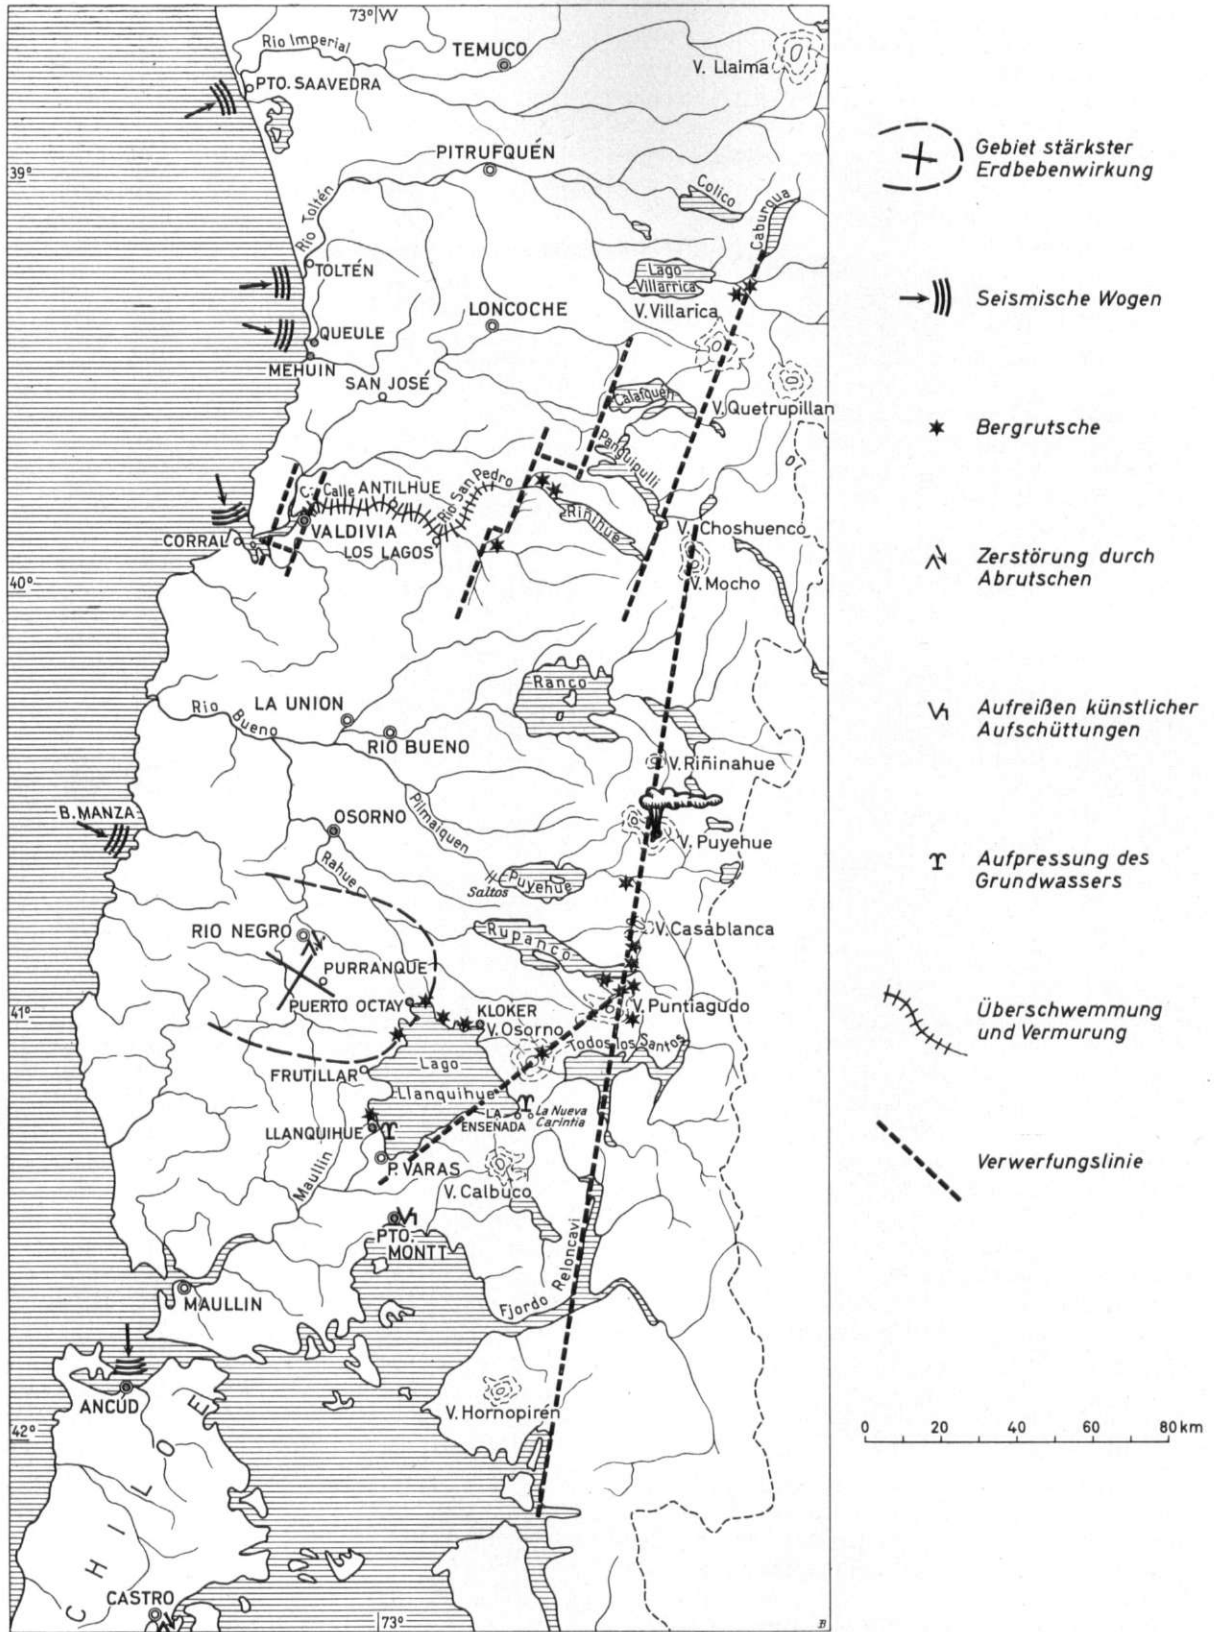 73° W
Rio Imperial
TEMUCO
V. Llaima
PTO. SAAVEDRA
39°
PITRUFQUÉN
Colico
Caburgua
Rio Toltén
TOLTÉN
Lago
Villarrica
V. Villarica
LONCOCHE
QUEULE
MEHUIN
SAN JOSÉ
Calafquen
V. Quetrupillan
Panguipulli
Calle
ANTILHUE
Rio San Pedro
Riñihue
VALDIVIA
CORRAL
LOS LAGOS
V. Choshuenco
V. Mocho
40°
Ranco
LA UNION
Rio Bueno
RIO BUENO
V. Riñinahue
B. MANZA
OSORNO
Pilmaiquen
V. Puyehue
Rahue
Saltos
Puyehue
RIO NEGRO
Rupanco
V. Casablanca
PURRANQUE
PUERTO OCTAY
KLOKER
V. Puntiagudo
41°
V. Osorno
Todos los Santos
FRUTILLAR
Lago
Llanquihue
LA
ENSENADA
La Nueva
Carintia
LLANQUIHUE
P. VARAS
Maullin
V. Calbuco
PTO.
MONTT
Fjordo Reloncavi
MAULLIN
ANCÚD
V. Hornopirén
42°
CHILOE
CASTRO
73°
B
Gebiet stärkster
Erdbebenwirkung
Seismische Wogen
Bergrutsche
Zerstörung durch
Abrutschen
Aufreißen künstlicher
Aufschüttungen
Aufpressung des
Grundwassers
Überschwemmung
und Vermurung
Verwerfungslinie
0 20 40 60 80 km